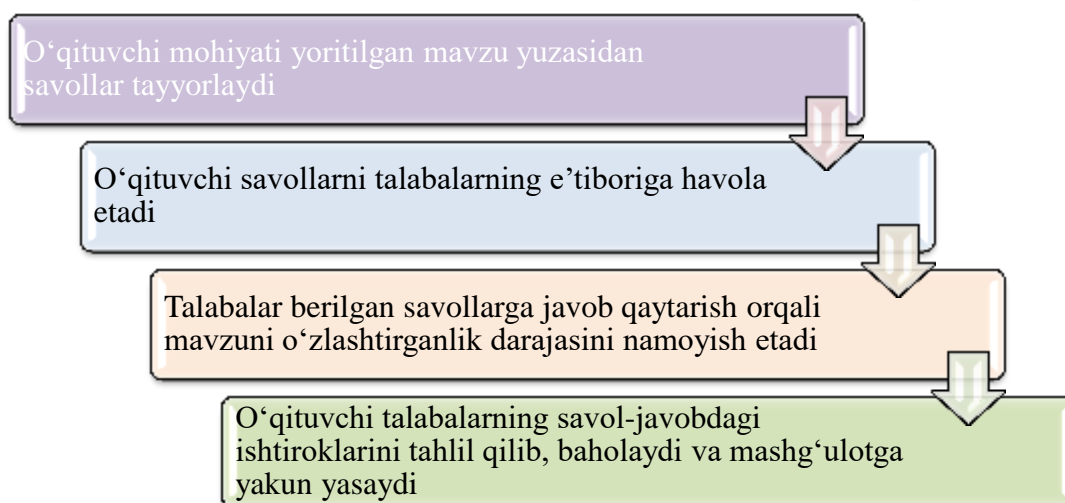 O‘qituvchi mohiyati yoritilgan mavzu yuzasidan
savollar tayyorlaydi
O‘qituvchi savollarni talabalarning e’tiboriga havola
etadi
Talabalar berilgan savollarga javob qaytarish orqali
mavzuni o‘zlashtirganlik darajasini namoyish etadi
O‘qituvchi talabalarning savol-javobdagi
ishtiroklarini tahlil qilib, baholaydi va mashg‘ulotga
yakun yasaydi